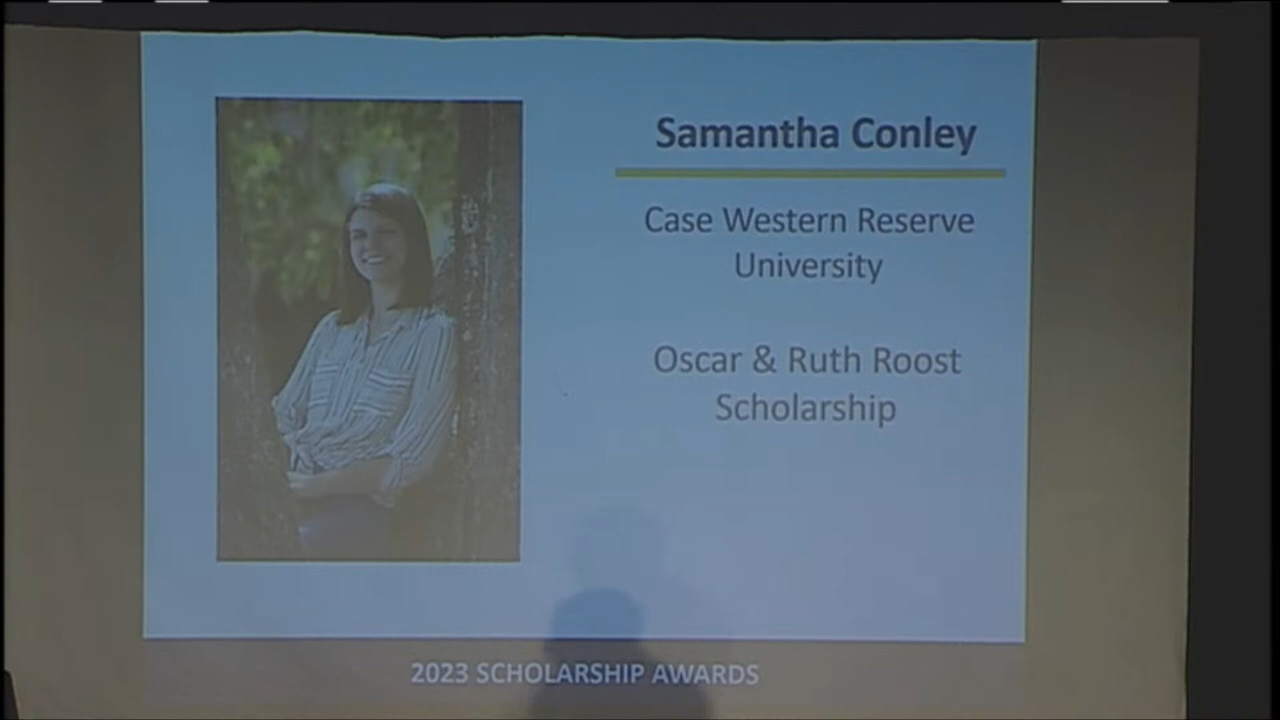 Samantha Conley
Case Western Reserve
University
Oscar & Ruth Roost
Scholarship
2023 SCHOLARSHIP AWARDS